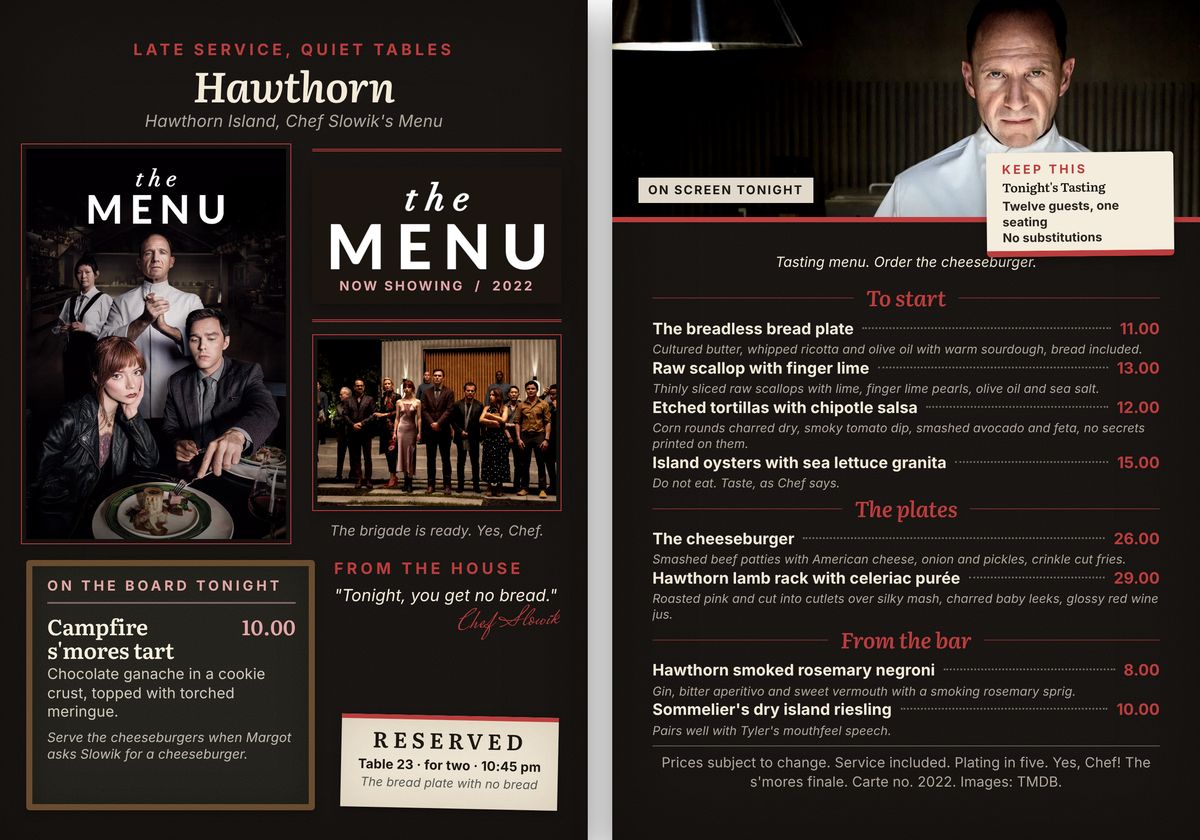 LATE SERVICE, QUIET TABLES
Hawthorn
Hawthorn Island, Chef Slowik's Menu
the
MENU
the
MENU
NOW SHOWING / 2022
The brigade is ready. Yes, Chef.
ON THE BOARD TONIGHT
Campfire 10.00
s'mores tart
Chocolate ganache in a cookie
crust, topped with torched
meringue.
Serve the cheeseburgers when Margot
asks Slowik for a cheeseburger.
FROM THE HOUSE
"Tonight, you get no bread."
Chef Slowik
RESERVED
Table 23 · for two · 10:45 pm
The bread plate with no bread
ON SCREEN TONIGHT
KEEP THIS
Tonight's Tasting
Twelve guests, one
seating
No substitutions
Tasting menu. Order the cheeseburger.
To start
The breadless bread plate 11.00
Cultured butter, whipped ricotta and olive oil with warm sourdough, bread included.
Raw scallop with finger lime 13.00
Thinly sliced raw scallops with lime, finger lime pearls, olive oil and sea salt.
Etched tortillas with chipotle salsa 12.00
Corn rounds charred dry, smoky tomato dip, smashed avocado and feta, no secrets
printed on them.
Island oysters with sea lettuce granita 15.00
Do not eat. Taste, as Chef says.
The plates
The cheeseburger 26.00
Smashed beef patties with American cheese, onion and pickles, crinkle cut fries.
Hawthorn lamb rack with celeriac purée 29.00
Roasted pink and cut into cutlets over silky mash, charred baby leeks, glossy red wine
jus.
From the bar
Hawthorn smoked rosemary negroni 8.00
Gin, bitter aperitivo and sweet vermouth with a smoking rosemary sprig.
Sommelier's dry island riesling 10.00
Pairs well with Tyler's mouthfeel speech.
Prices subject to change. Service included. Plating in five. Yes, Chef! The
s'mores finale. Carte no. 2022. Images: TMDB.